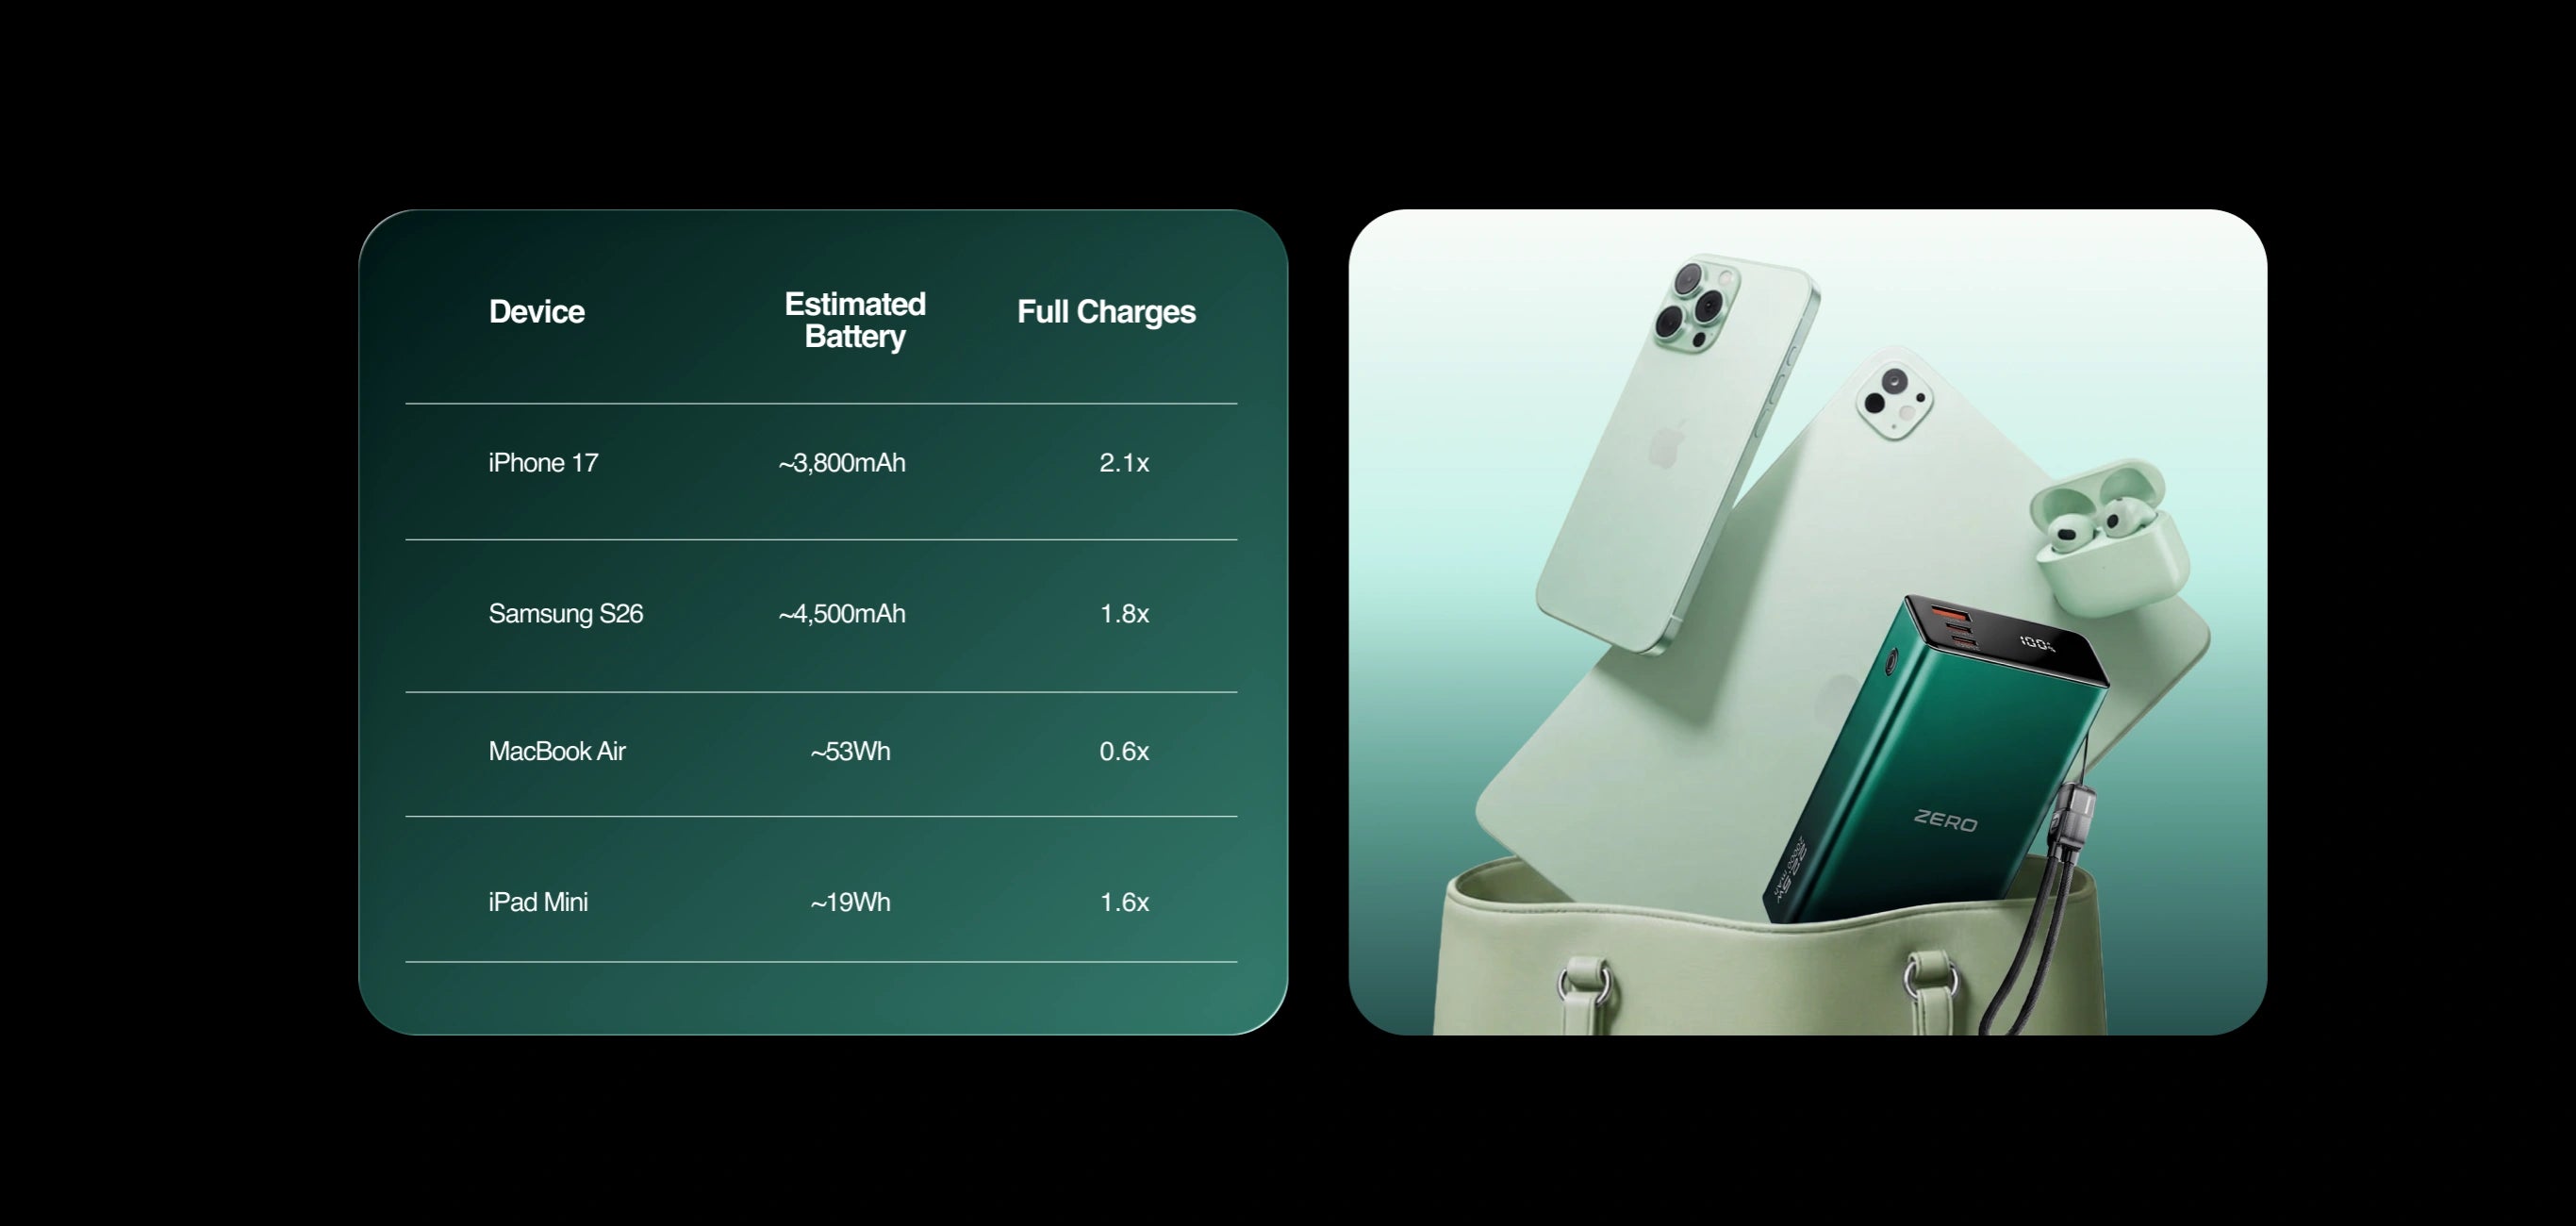 Device
Estimated
Battery
Full Charges
iPhone 17
~3,800mAh
2.1x
Samsung S26
~4,500mAh
1.8x
MacBook Air
~53Wh
0.6x
iPad Mini
~19Wh
1.6x
100%
ZERO